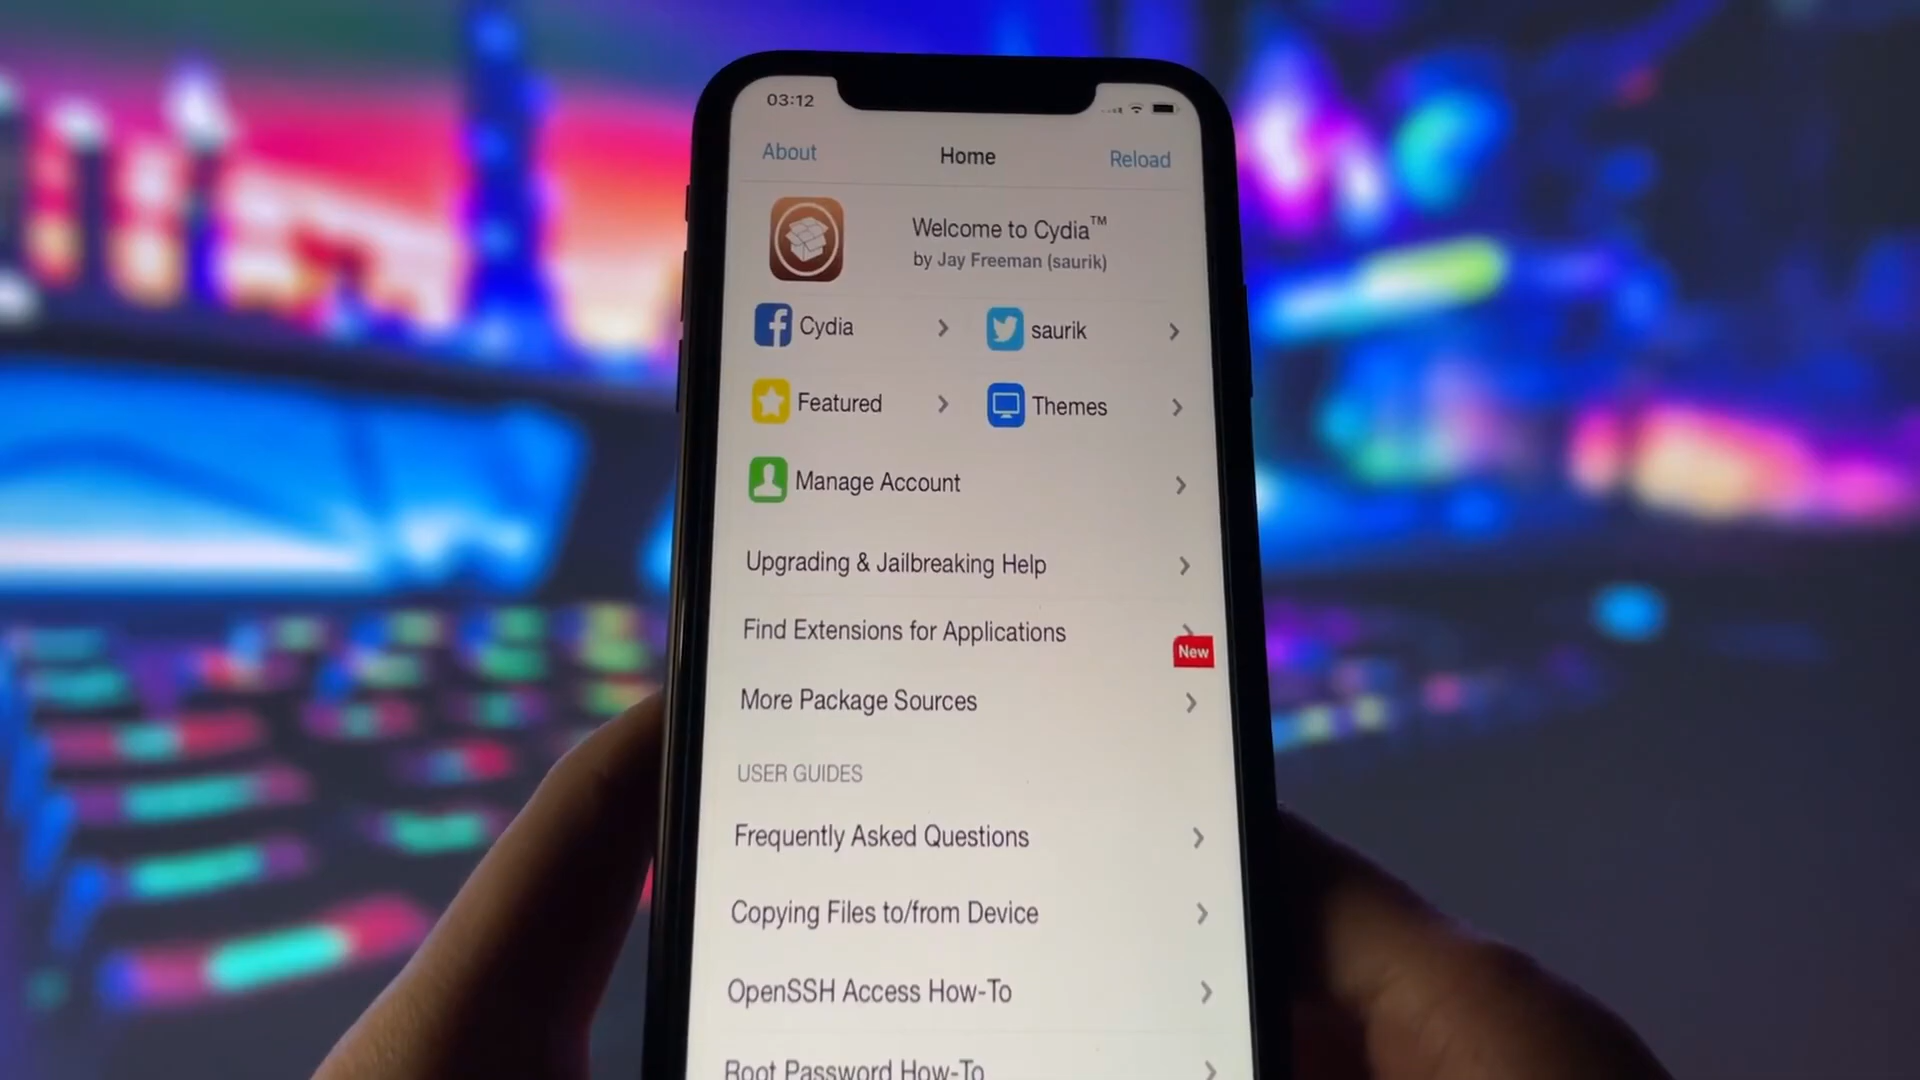 03:12
About
Home
Reload
Welcome to Cydia™
by Jay Freeman (saurik)
Cydia
saurik
Featured
Themes
Manage Account
Upgrading & Jailbreaking Help
Find Extensions for Applications
New
More Package Sources
USER GUIDES
Frequently Asked Questions
Copying Files to/from Device
OpenSSH Access How-To
Root Password How-To